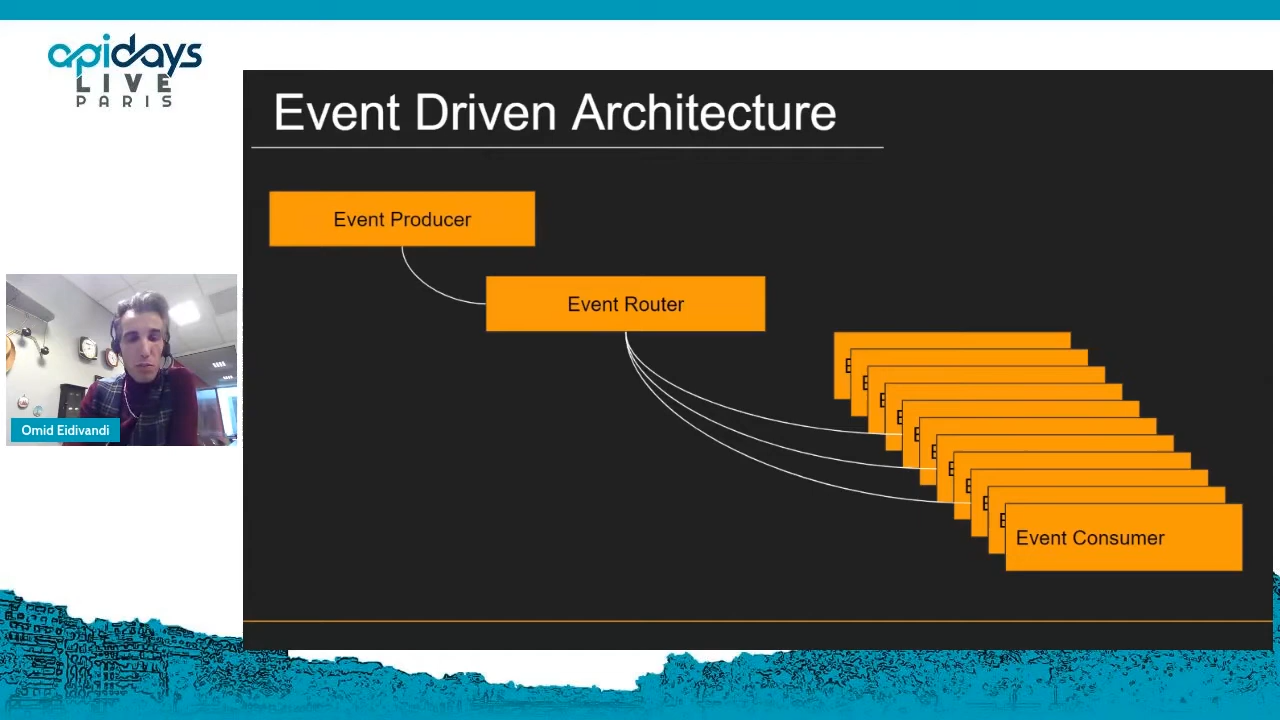 apidays
LIVE
PARIS
Event Driven Architecture
Event Producer
Event Router
E
E
E
E
E
E
E
E
E
E
Event Consumer
Omid Eidivandi